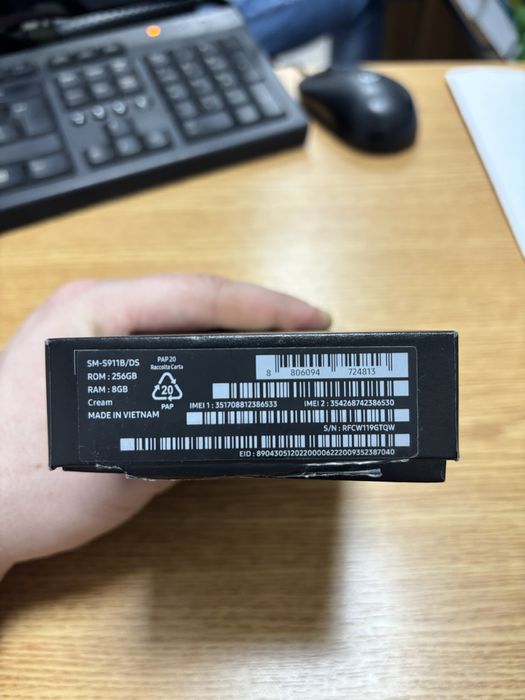 SM-S911B/DS
ROM : 256GB
RAM : 8GB
Cream
MADE IN VIETNAM
PAP 20
Raccolta Carta
20
PAP
8 806094 724813
IMEI 1 : 351708812386533 IMEI 2 : 354268742386530
S/N : RFCW119GTQW
EID : 89043051202200006222009352387040